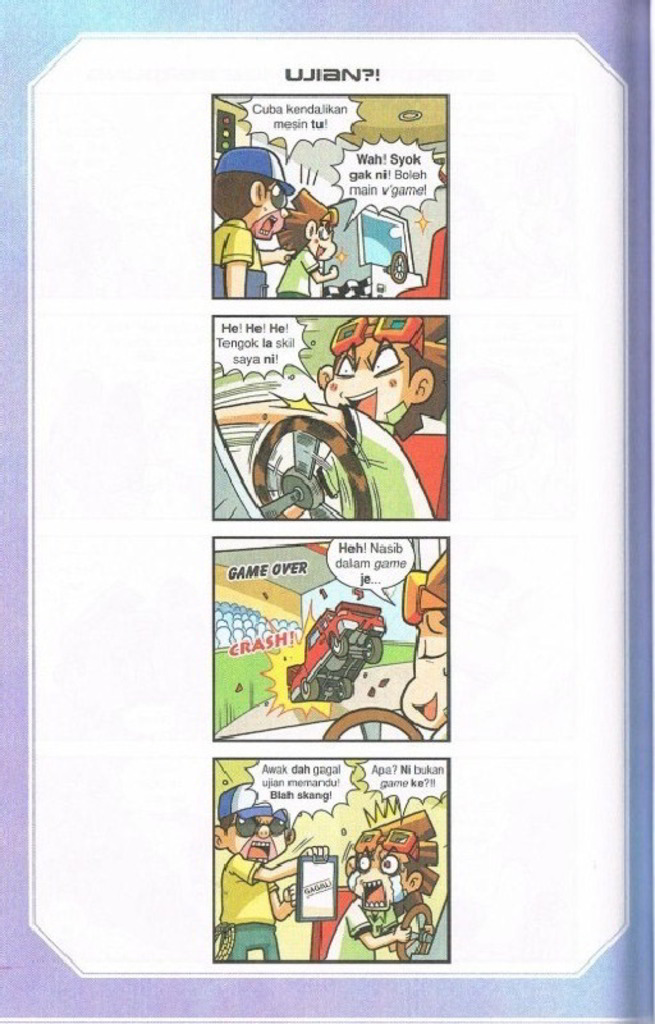 UJIAN?!
Cuba kendalikan
mesin tu!
Wah! Syok
gak ni! Boleh
main v'game!
He! He! He!
Tengok la skil
saya ni!
GAME OVER
Heh! Nasib
dalam game
je...
CRASH!
Awak dah gagal
ujian memandu!
Blah skang!
Apa? Ni bukan
game ke?!!
GAGAL!